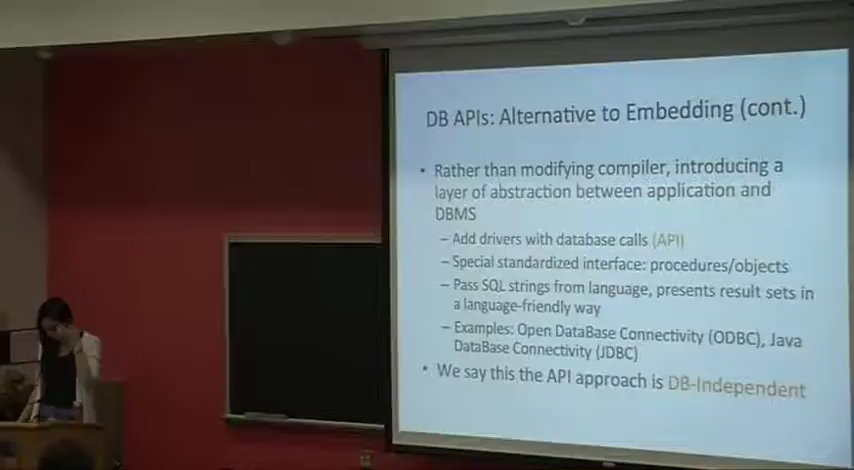 DB APIs: Alternative to Embedding (cont.)
• Rather than modifying compiler, introducing a
layer of abstraction between application and
DBMS
– Add drivers with database calls (API)
– Special standardized interface: procedures/objects
– Pass SQL strings from language, presents result sets in
a language-friendly way
– Examples: Open DataBase Connectivity (ODBC), Java
DataBase Connectivity (JDBC)
• We say this the API approach is DB-Independent